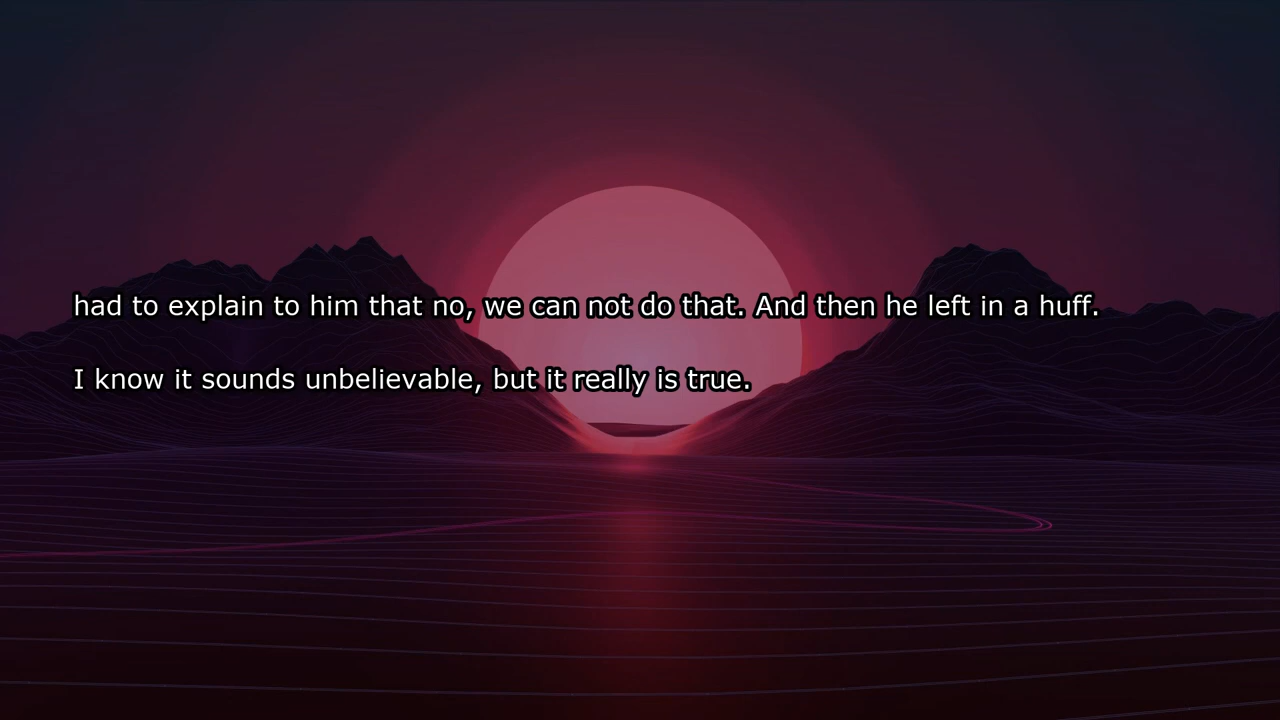 had to explain to him that no, we can not do that. And then he left in a huff.
I know it sounds unbelievable, but it really is true.